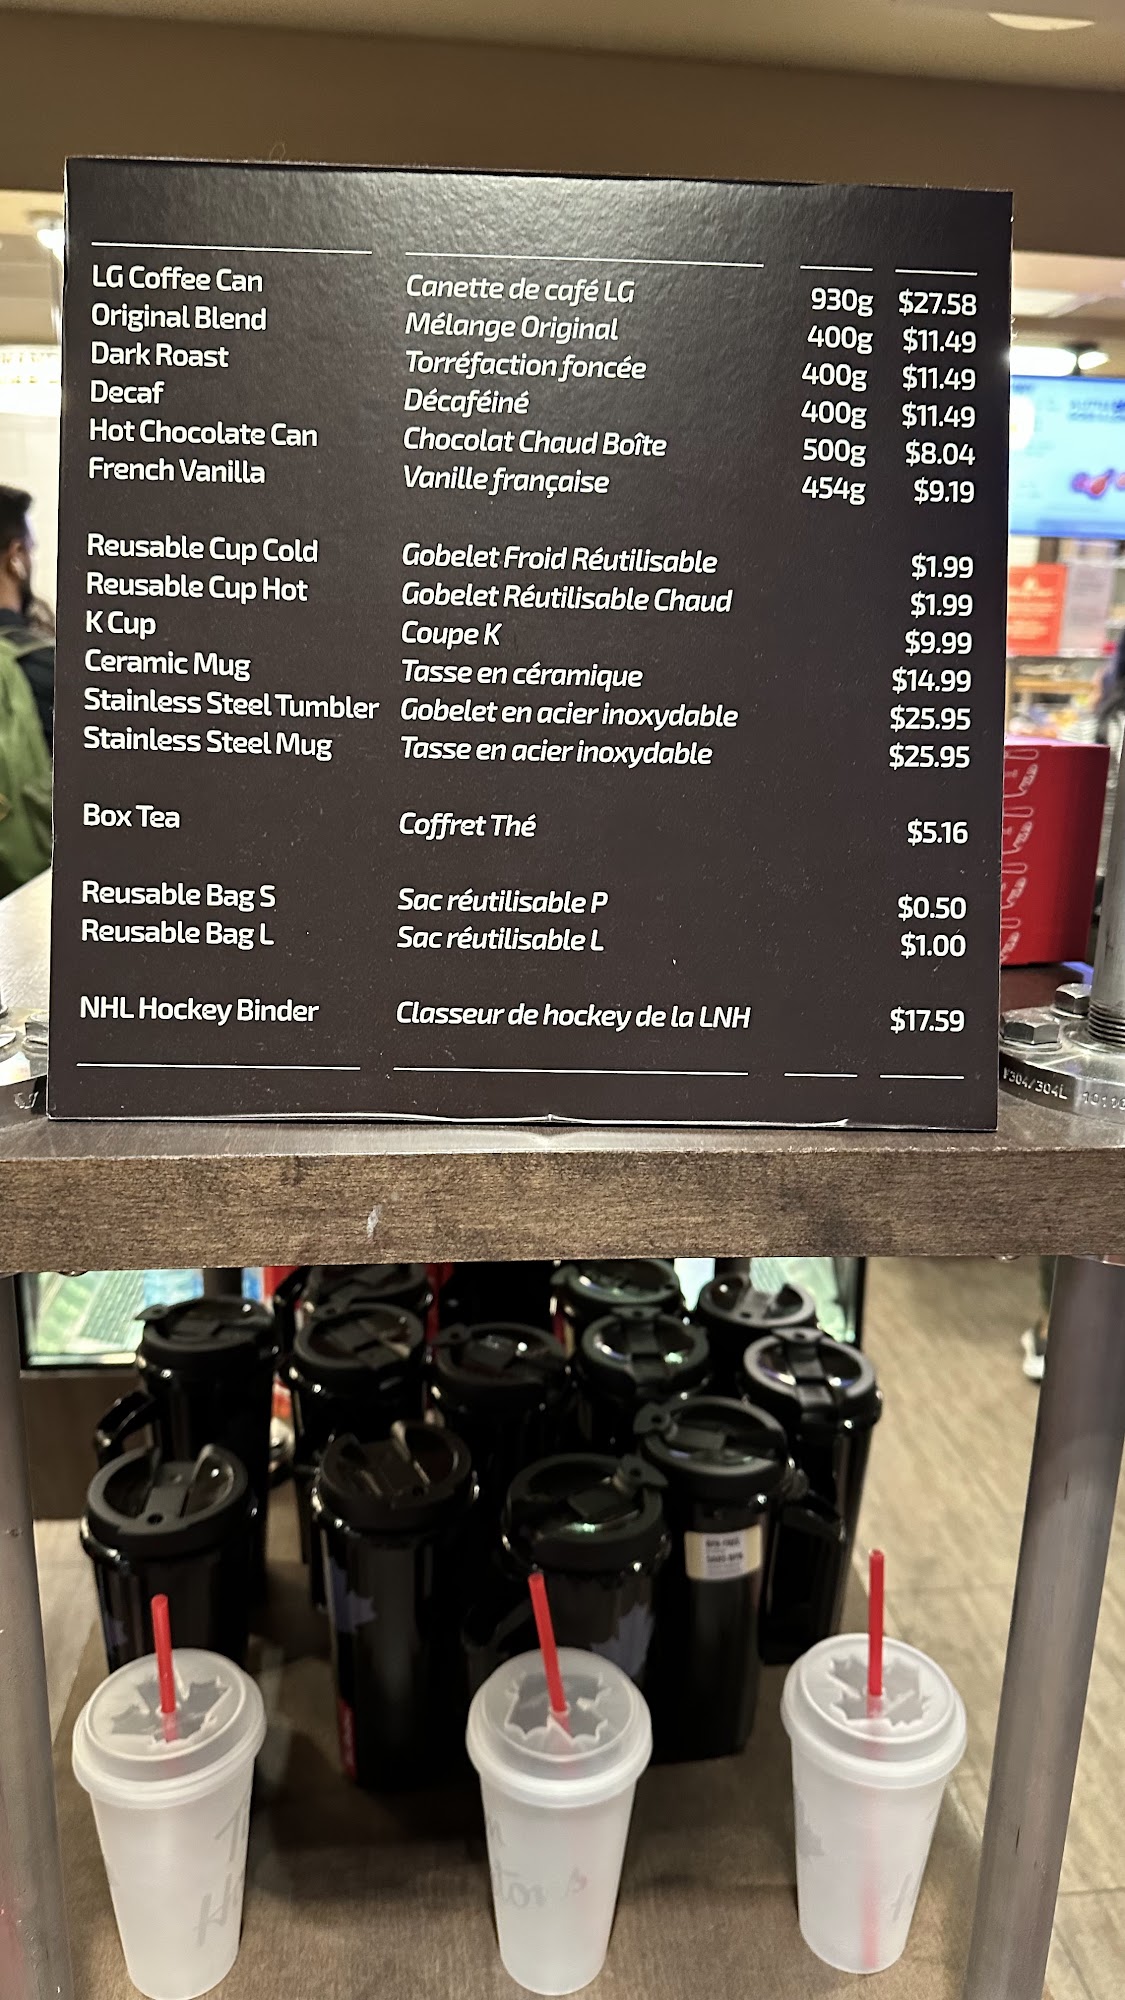 LG Coffee Can Canette de café LG 930g $27.58
Original Blend Mélange Original 400g $11.49
Dark Roast Torréfaction foncée 400g $11.49
Decaf Décaféiné 400g $11.49
Hot Chocolate Can Chocolat Chaud Boîte 500g $8.04
French Vanilla Vanille française 454g $9.19
Reusable Cup Cold Gobelet Froid Réutilisable $1.99
Reusable Cup Hot Gobelet Réutilisable Chaud $1.99
K Cup Coupe K $9.99
Ceramic Mug Tasse en céramique $14.99
Stainless Steel Tumbler Gobelet en acier inoxydable $25.95
Stainless Steel Mug Tasse en acier inoxydable $25.95
Box Tea Coffret Thé $5.16
Reusable Bag S Sac réutilisable P $0.50
Reusable Bag L Sac réutilisable L $1.00
NHL Hockey Binder Classeur de hockey de la LNH $17.59